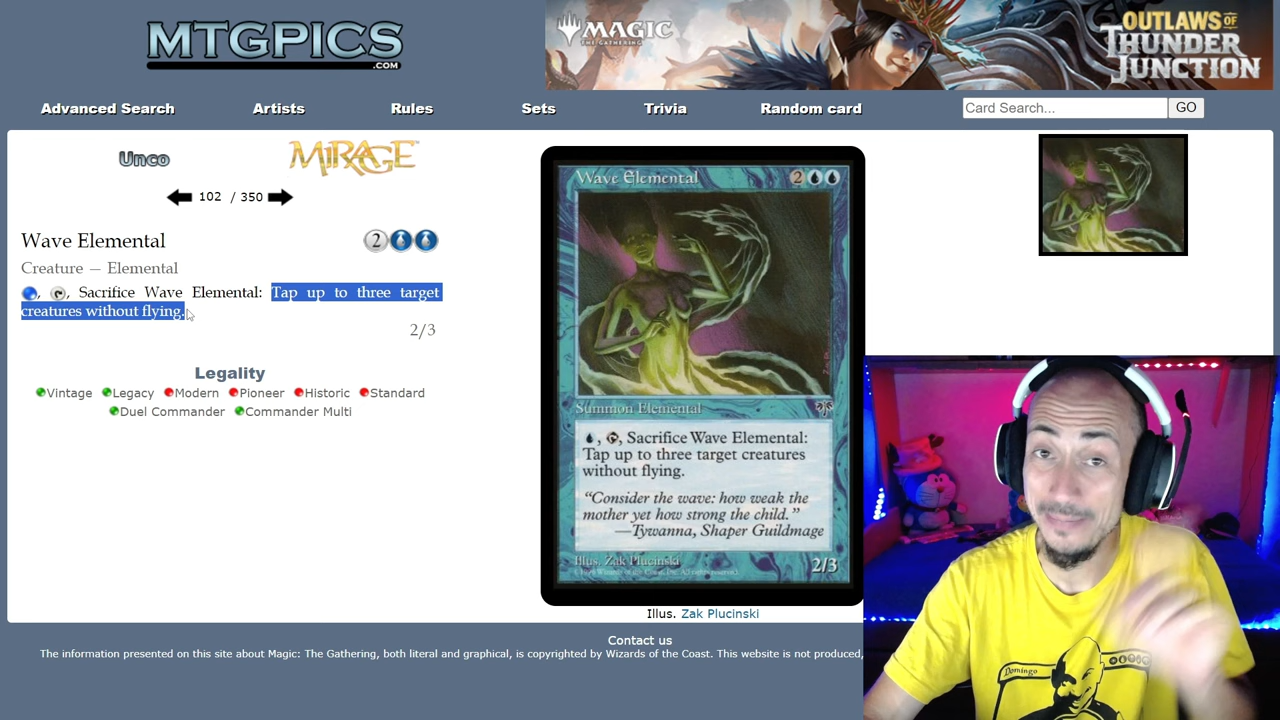 MTGPICS
.COM
MAGIC
THE GATHERING
OUTLAWS OF
THUNDER
JUNCTION
Advanced Search Artists Rules Sets Trivia Random card Card Search... GO
Unco MIRAGE
102 / 350
Wave Elemental 2
Creature — Elemental
, , Sacrifice Wave Elemental: Tap up to three target
creatures without flying.
2/3
Legality
Vintage Legacy Modern Pioneer Historic Standard
Duel Commander Commander Multi
Wave Elemental 2
Summon Elemental
, , Sacrifice Wave Elemental:
Tap up to three target creatures
without flying.
“Consider the wave: how weak the
mother yet how strong the child.”
—Tywanna, Shaper Guildmage
Illus. Zak Plucinski
2/3
Illus. Zak Plucinski
Contact us
The information presented on this site about Magic: The Gathering, both literal and graphical, is copyrighted by Wizards of the Coast. This website is not produced,
Domingo